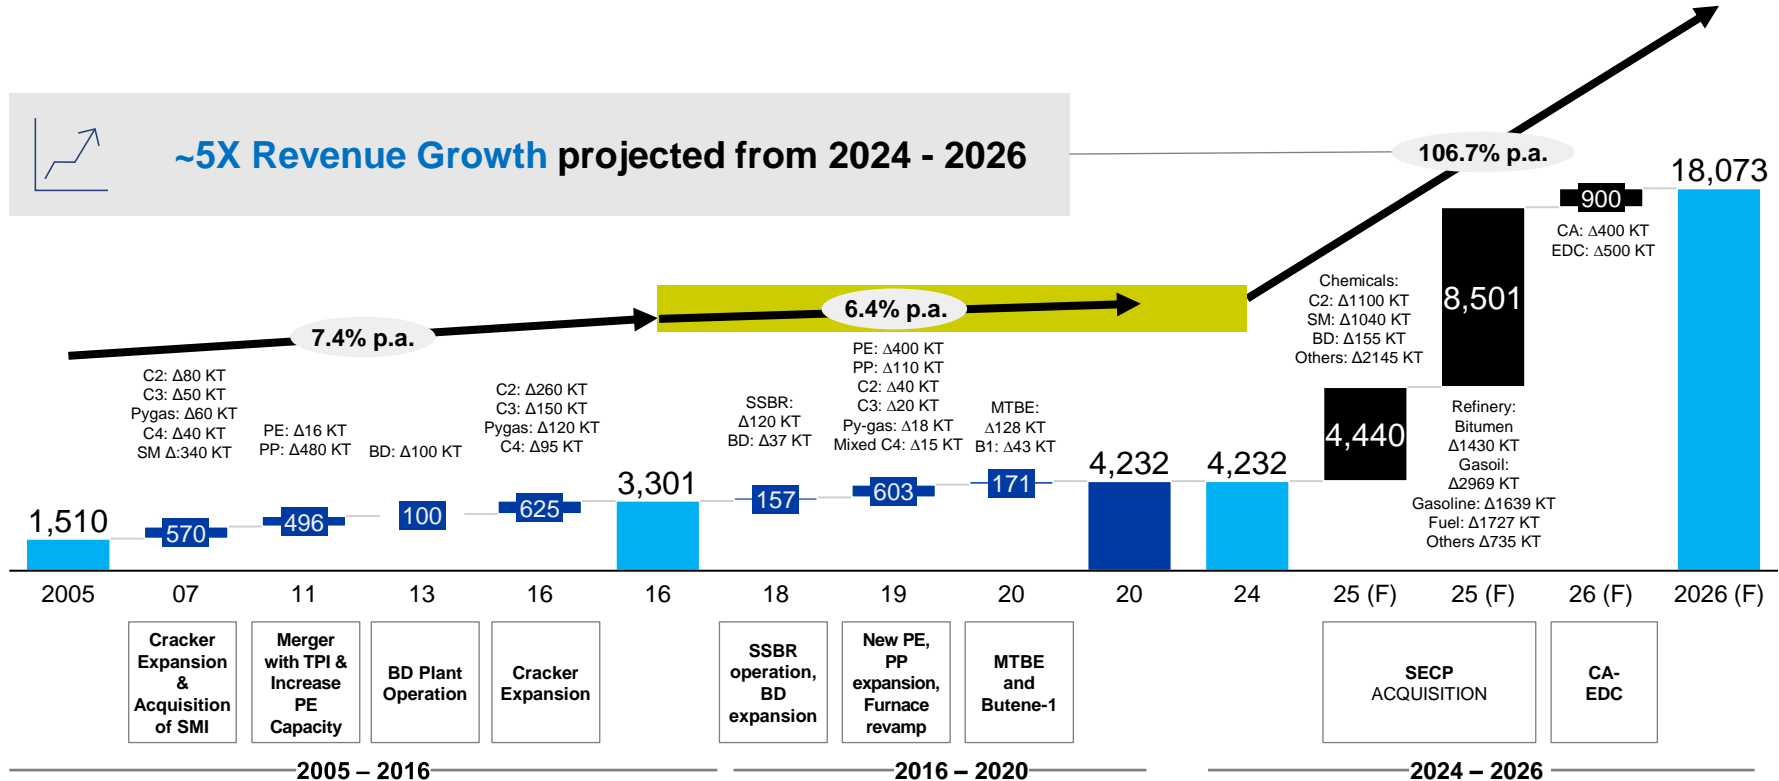 ~5X Revenue Growth projected from 2024 - 2026
106.7% p.a.
7.4% p.a.
6.4% p.a.
1,510
C2: Δ80 KT
C3: Δ50 KT
Pygas: Δ60 KT
C4: Δ40 KT
SM Δ:340 KT
570
PE: Δ16 KT
PP: Δ480 KT
496
BD: Δ100 KT
100
C2: Δ260 KT
C3: Δ150 KT
Pygas: Δ120 KT
C4: Δ95 KT
625
3,301
SSBR:
Δ120 KT
BD: Δ37 KT
157
PE: Δ400 KT
PP: Δ110 KT
C2: Δ40 KT
C3: Δ20 KT
Py-gas: Δ18 KT
Mixed C4: Δ15 KT
603
MTBE:
Δ128 KT
B1: Δ43 KT
171
4,232
4,232
Chemicals:
C2: Δ1100 KT
SM: Δ1040 KT
BD: Δ155 KT
Others: Δ2145 KT
4,440
8,501
Refinery:
Bitumen
Δ1430 KT
Gasoil:
Δ2969 KT
Gasoline: Δ1639 KT
Fuel: Δ1727 KT
Others Δ735 KT
900
CA: Δ400 KT
EDC: Δ500 KT
18,073
2005
07
11
13
16
16
18
19
20
20
24
25 (F)
25 (F)
26 (F)
2026 (F)
Cracker
Expansion
&
Acquisition
of SMI
Merger
with TPI &
Increase
PE
Capacity
BD Plant
Operation
Cracker
Expansion
SSBR
operation,
BD
expansion
New PE,
PP
expansion,
Furnace
revamp
MTBE
and
Butene-1
SECP
ACQUISITION
CA-
EDC
2005 – 2016
2016 – 2020
2024 – 2026